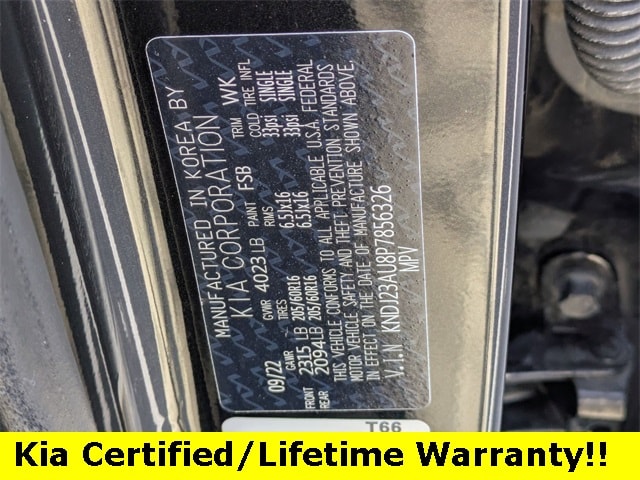 MANUFACTURED IN KOREA BY
KIA CORPORATION
09/22 GVWR 4023LB PAINT FSB TRIM WK
GAWR TIRES RIMS COLD TIRE INFL
FRONT 2315 LB 205/60R16 6.5Jx16 33psi SINGLE
REAR 2094LB 205/60R16 6.5Jx16 33psi SINGLE
THIS VEHICLE CONFORMS TO ALL APPLICABLE U.S.A. FEDERAL
MOTOR VEHICLE SAFETY AND THEFT PREVENTION STANDARDS
IN EFFECT ON THE DATE OF MANUFACTURE SHOWN ABOVE.
V.I.N KNDJ23AU8P7856326
MPV
T66
Kia Certified/Lifetime Warranty!!